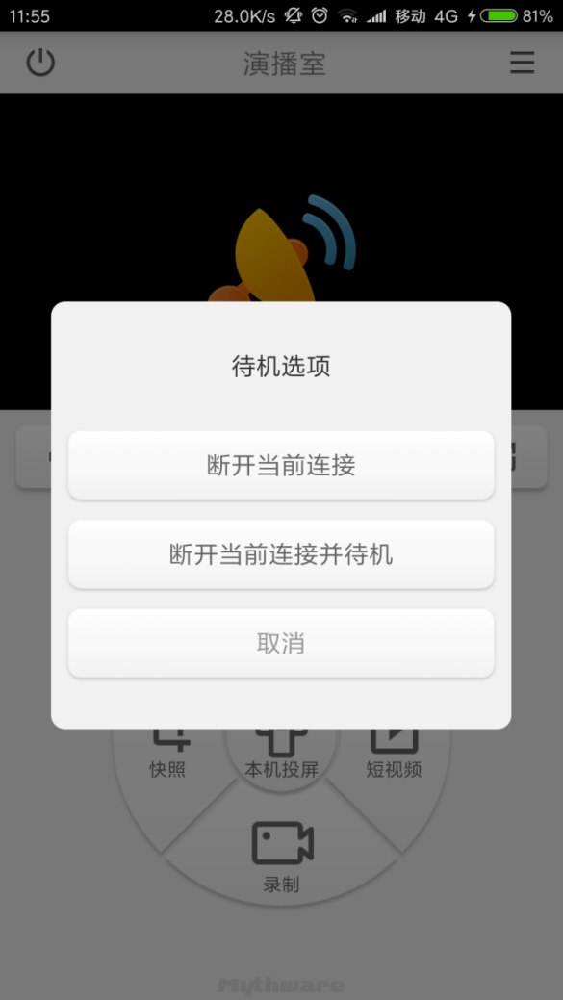 11:55 28.0K/s 移动 4G 81%
演播室
待机选项
断开当前连接
断开当前连接并待机
取消
快照 本机投屏 短视频
录制
Mythware